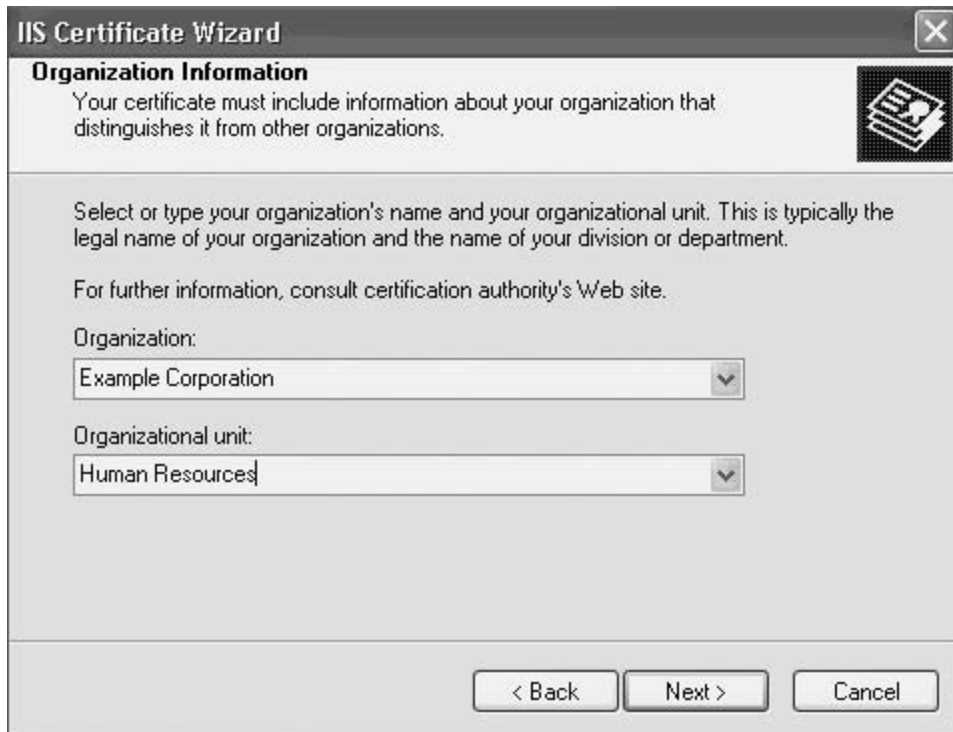 IIS Certificate Wizard
Organization Information
Your certificate must include information about your organization that
distinguishes it from other organizations.
Select or type your organization's name and your organizational unit. This is typically the
legal name of your organization and the name of your division or department.
For further information, consult certification authority's Web site.
Organization:
Example Corporation
Organizational unit:
Human Resources
< Back Next > Cancel